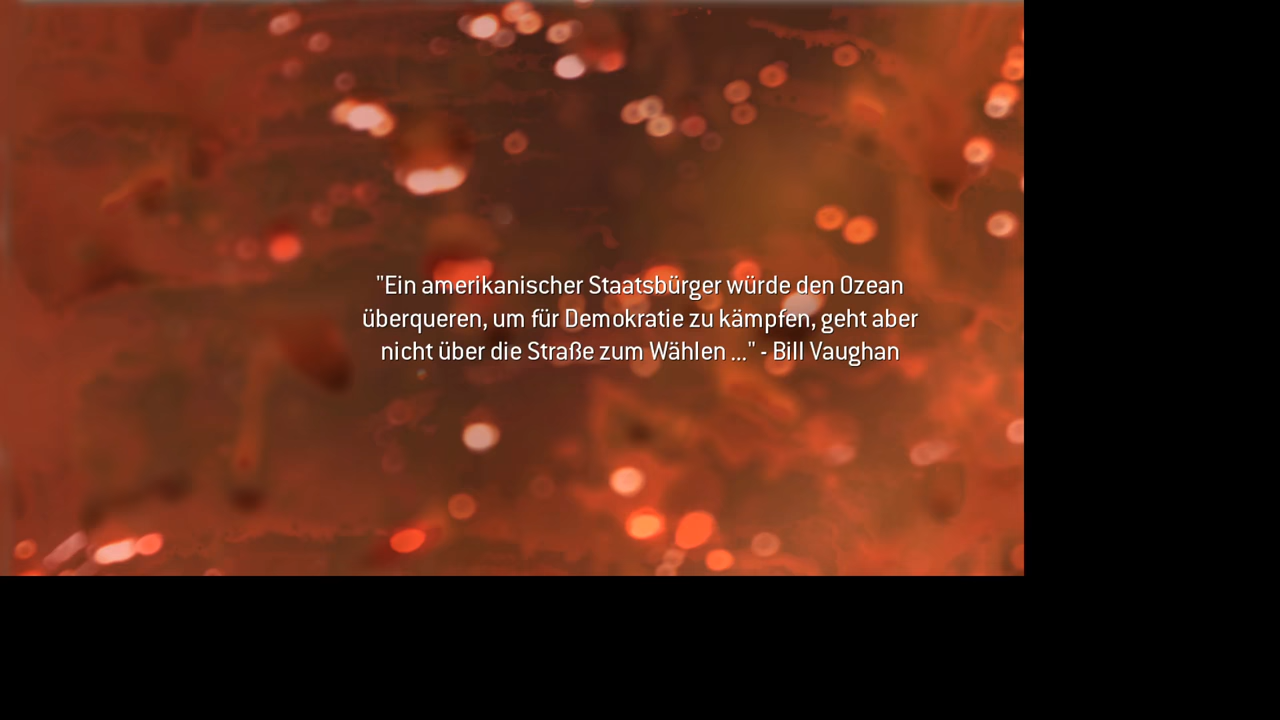 "Ein amerikanischer Staatsbürger würde den Ozean
überqueren, um für Demokratie zu kämpfen, geht aber
nicht über die Straße zum Wählen ..." - Bill Vaughan